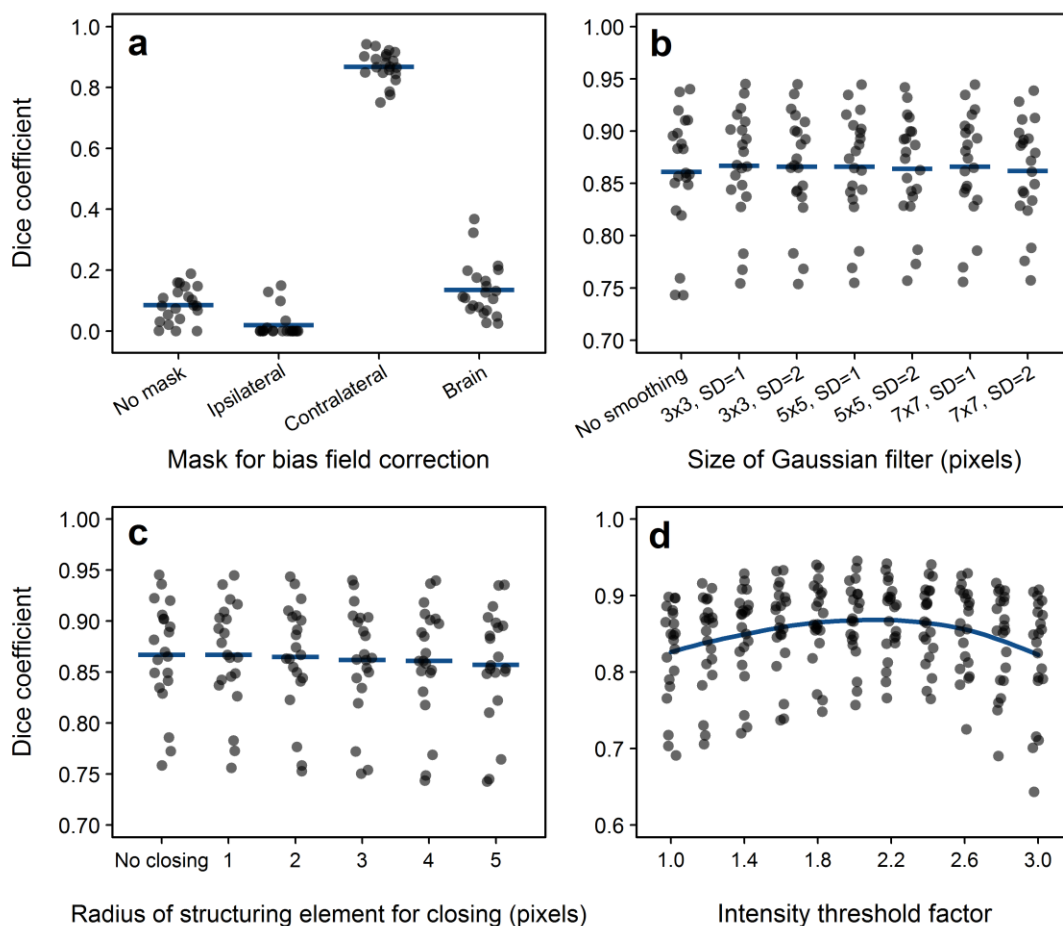 a
Dice coefficient
1.0
0.8
0.6
0.4
0.2
0.0
No mask
Ipsilateral
Contralateral
Brain
Mask for bias field correction
b
1.00
0.95
0.90
0.85
0.80
0.75
0.70
No smoothing
3x3, SD=1
3x3, SD=2
5x5, SD=1
5x5, SD=2
7x7, SD=1
7x7, SD=2
Size of Gaussian filter (pixels)
c
Dice coefficient
1.00
0.95
0.90
0.85
0.80
0.75
0.70
No closing 1 2 3 4 5
Radius of structuring element for closing (pixels)
d
1.0
0.9
0.8
0.7
0.6
1.0 1.4 1.8 2.2 2.6 3.0
Intensity threshold factor